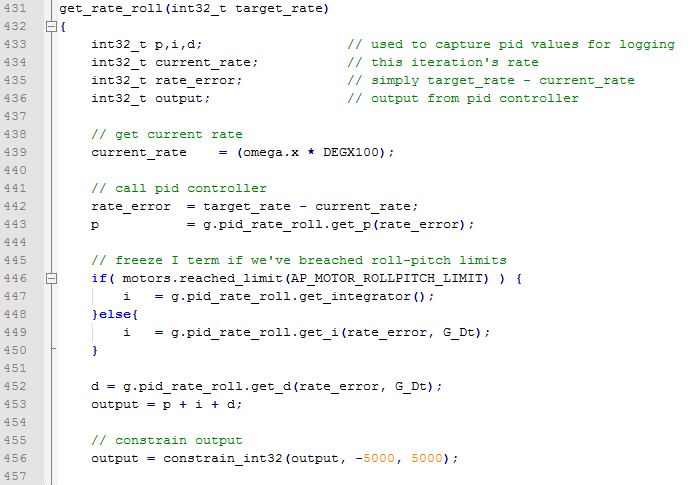 431 get_rate_roll(int32_t target_rate)
432 {
433 int32_t p,i,d; // used to capture pid values for logging
434 int32_t current_rate; // this iteration's rate
435 int32_t rate_error; // simply target_rate - current_rate
436 int32_t output; // output from pid controller
437
438 // get current rate
439 current_rate = (omega.x * DEGX100);
440
441 // call pid controller
442 rate_error = target_rate - current_rate;
443 p = g.pid_rate_roll.get_p(rate_error);
444
445 // freeze I term if we've breached roll-pitch limits
446 if( motors.reached_limit(AP_MOTOR_ROLLPITCH_LIMIT) ) {
447 i = g.pid_rate_roll.get_integrator();
448 }else{
449 i = g.pid_rate_roll.get_i(rate_error, G_Dt);
450 }
451
452 d = g.pid_rate_roll.get_d(rate_error, G_Dt);
453 output = p + i + d;
454
455 // constrain output
456 output = constrain_int32(output, -5000, 5000);
457